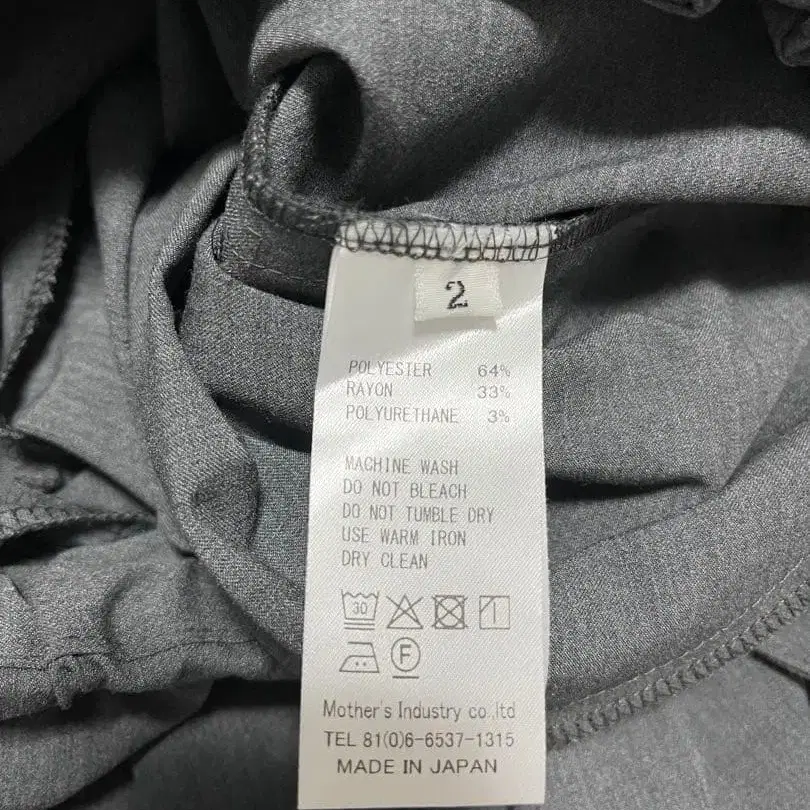 2
POLYESTER 64%
RAYON 33%
POLYURETHANE 3%
MACHINE WASH
DO NOT BLEACH
DO NOT TUMBLE DRY
USE WARM IRON
DRY CLEAN
30
F
Mother's Industry co.,ltd
TEL 81(0)6-6537-1315
MADE IN JAPAN